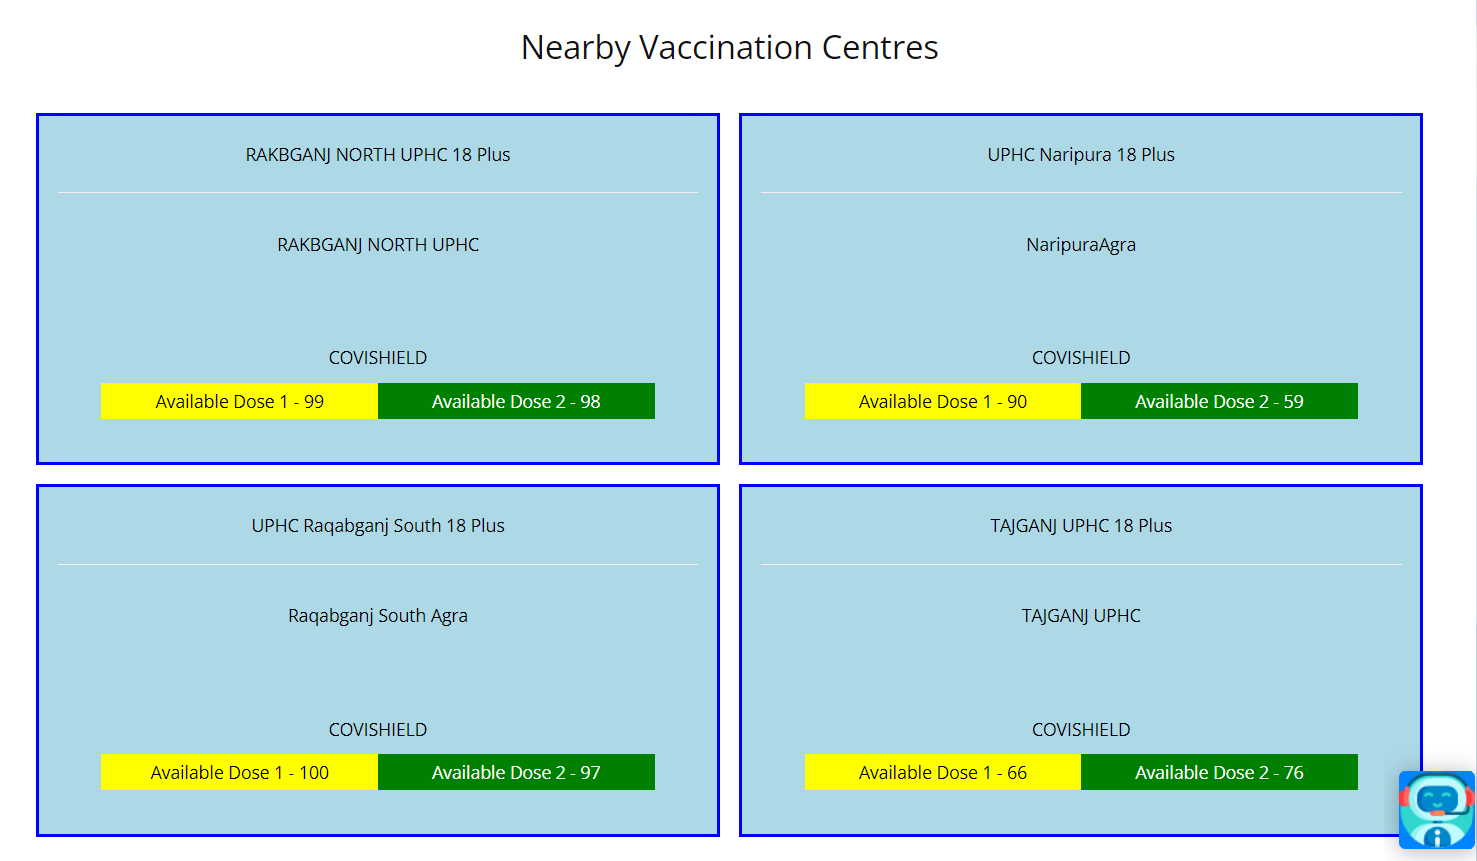 Nearby Vaccination Centres
RAKBGANJ NORTH UPHC 18 Plus
RAKBGANJ NORTH UPHC
COVISHIELD
Available Dose 1 - 99
Available Dose 2 - 98
UPHC Naripura 18 Plus
NaripuraAgra
COVISHIELD
Available Dose 1 - 90
Available Dose 2 - 59
UPHC Raqabganj South 18 Plus
Raqabganj South Agra
COVISHIELD
Available Dose 1 - 100
Available Dose 2 - 97
TAJGANJ UPHC 18 Plus
TAJGANJ UPHC
COVISHIELD
Available Dose 1 - 66
Available Dose 2 - 76